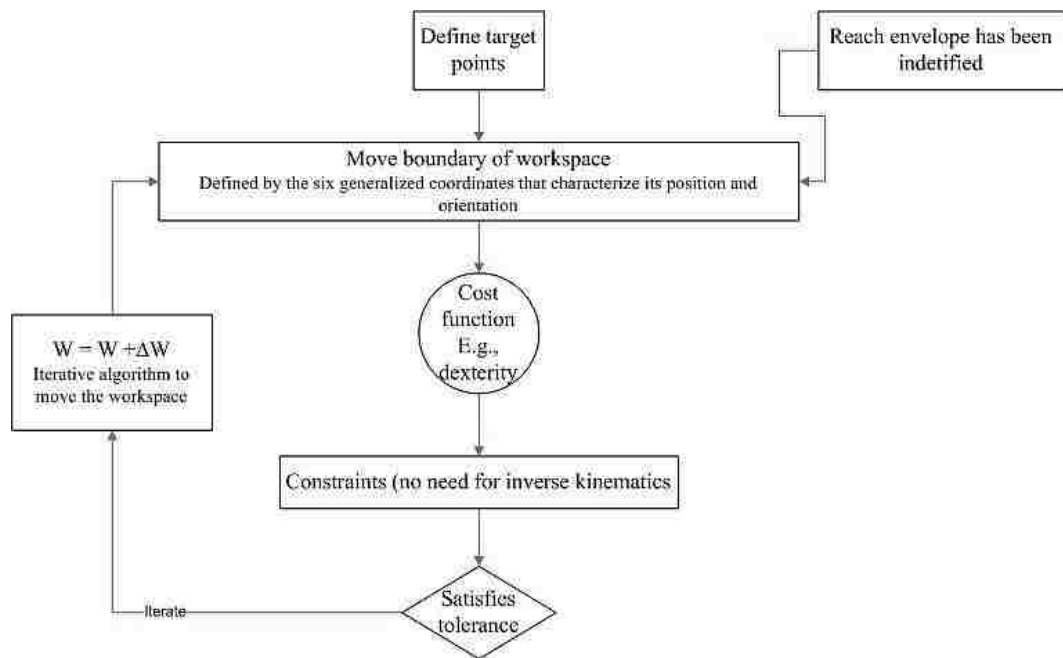 Define target
points
Reach envelope has been
indetified
Move boundary of workspace
Defined by the six generalized coordinates that characterize its position and
orientation
Cost
function
E.g.,
dexterity
W = W +ΔW
Iterative algorithm to
move the workspace
Constraints (no need for inverse kinematics
Satisfies
tolerance
Iterate